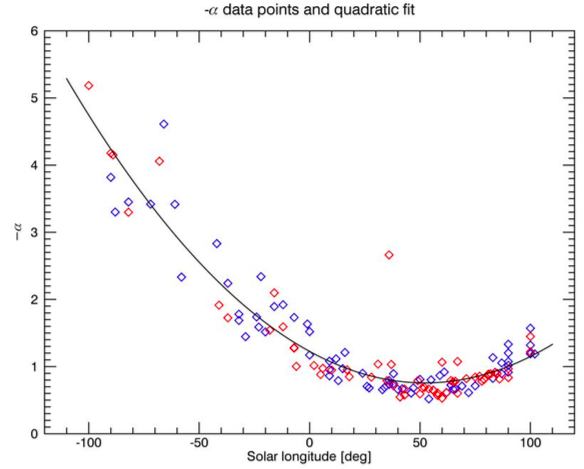 -α data points and quadratic fit
6
5
4
3
2
1
0
-α
-100 -50 0 50 100
Solar longitude [deg]